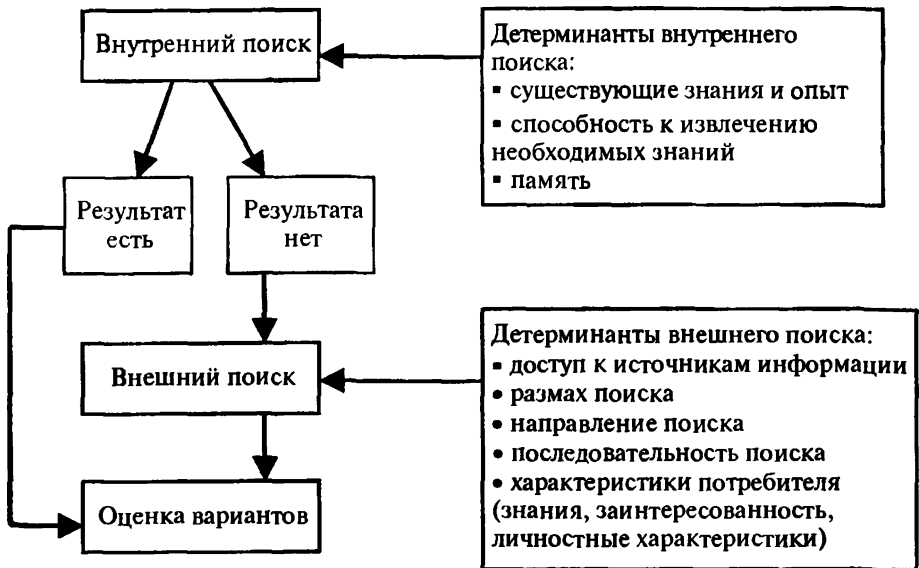 Внутренний поиск
Детерминанты внутреннего
поиска:
▪ существующие знания и опыт
▪ способность к извлечению
необходимых знаний
▪ память
Результат
есть
Результата
нет
Внешний поиск
Детерминанты внешнего поиска:
▪ доступ к источникам информации
• размах поиска
• направление поиска
• последовательность поиска
• характеристики потребителя
(знания, заинтересованность,
личностные характеристики)
Оценка вариантов